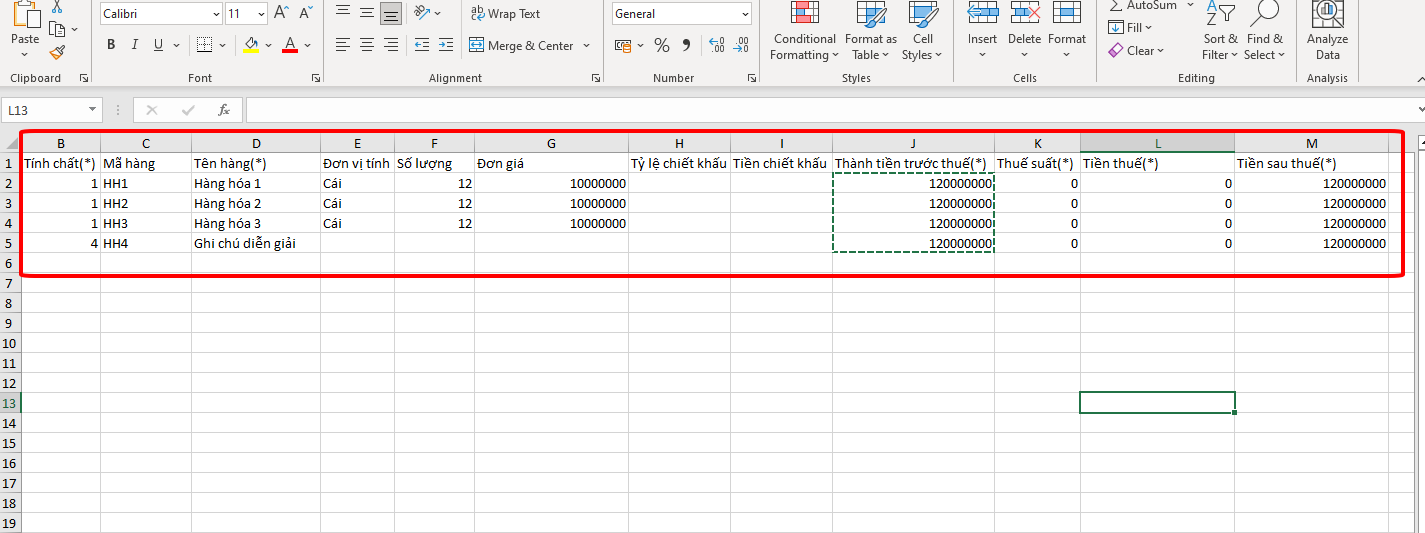 Calibri 11 A A Wrap Text General AutoSum
Paste B I U A Merge & Center % Conditional Formatting Format as Table Cell Styles Insert Delete Format Fill Clear Sort & Filter Find & Select Analyze Data
Clipboard Font Alignment Number Styles Cells Editing Analysis
L13 fx
B C D E F G H I J K L M
1 Tính chất(*) Mã hàng Tên hàng(*) Đơn vị tính Số lượng Đơn giá Tỷ lệ chiết khấu Tiền chiết khấu Thành tiền trước thuế(*) Thuế suất(*) Tiền thuế(*) Tiền sau thuế(*)
2 1 HH1 Hàng hóa 1 Cái 12 10000000 120000000 0 0 120000000
3 1 HH2 Hàng hóa 2 Cái 12 10000000 120000000 0 0 120000000
4 1 HH3 Hàng hóa 3 Cái 12 10000000 120000000 0 0 120000000
5 4 HH4 Ghi chú diễn giải 120000000 0 0 120000000
6
7
8
9
10
11
12
13
14
15
16
17
18
19